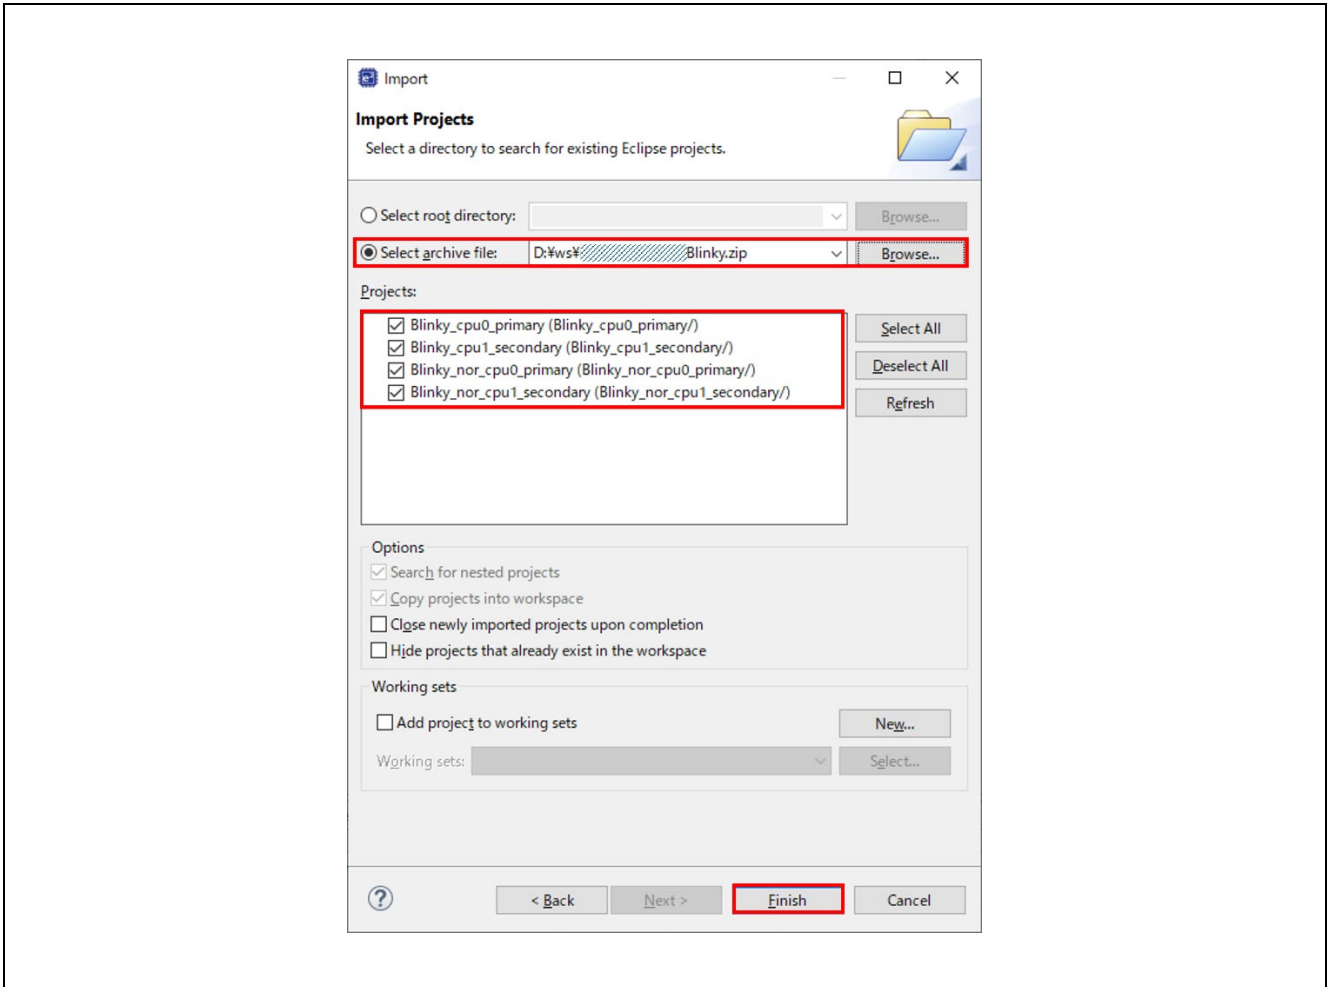 Import
Import Projects
Select a directory to search for existing Eclipse projects.
Select root directory:
Browse...
Select archive file: D:¥ws¥ Blinky.zip Browse...
Projects:
Blinky_cpu0_primary (Blinky_cpu0_primary/)
Blinky_cpu1_secondary (Blinky_cpu1_secondary/)
Blinky_nor_cpu0_primary (Blinky_nor_cpu0_primary/)
Blinky_nor_cpu1_secondary (Blinky_nor_cpu1_secondary/)
Select All
Deselect All
Refresh
Options
Search for nested projects
Copy projects into workspace
Close newly imported projects upon completion
Hide projects that already exist in the workspace
Working sets
Add project to working sets
New...
Working sets:
Select...
?
< Back
Next >
Finish
Cancel